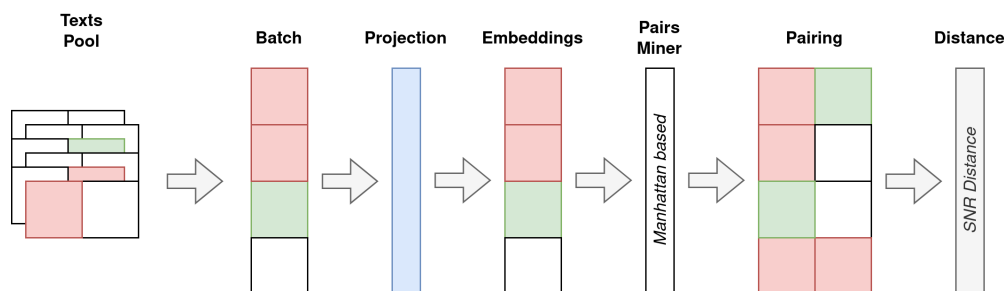 Texts
Pool
Batch
Projection
Embeddings
Pairs
Miner
Pairing
Distance
Manhattan based
SNR Distance